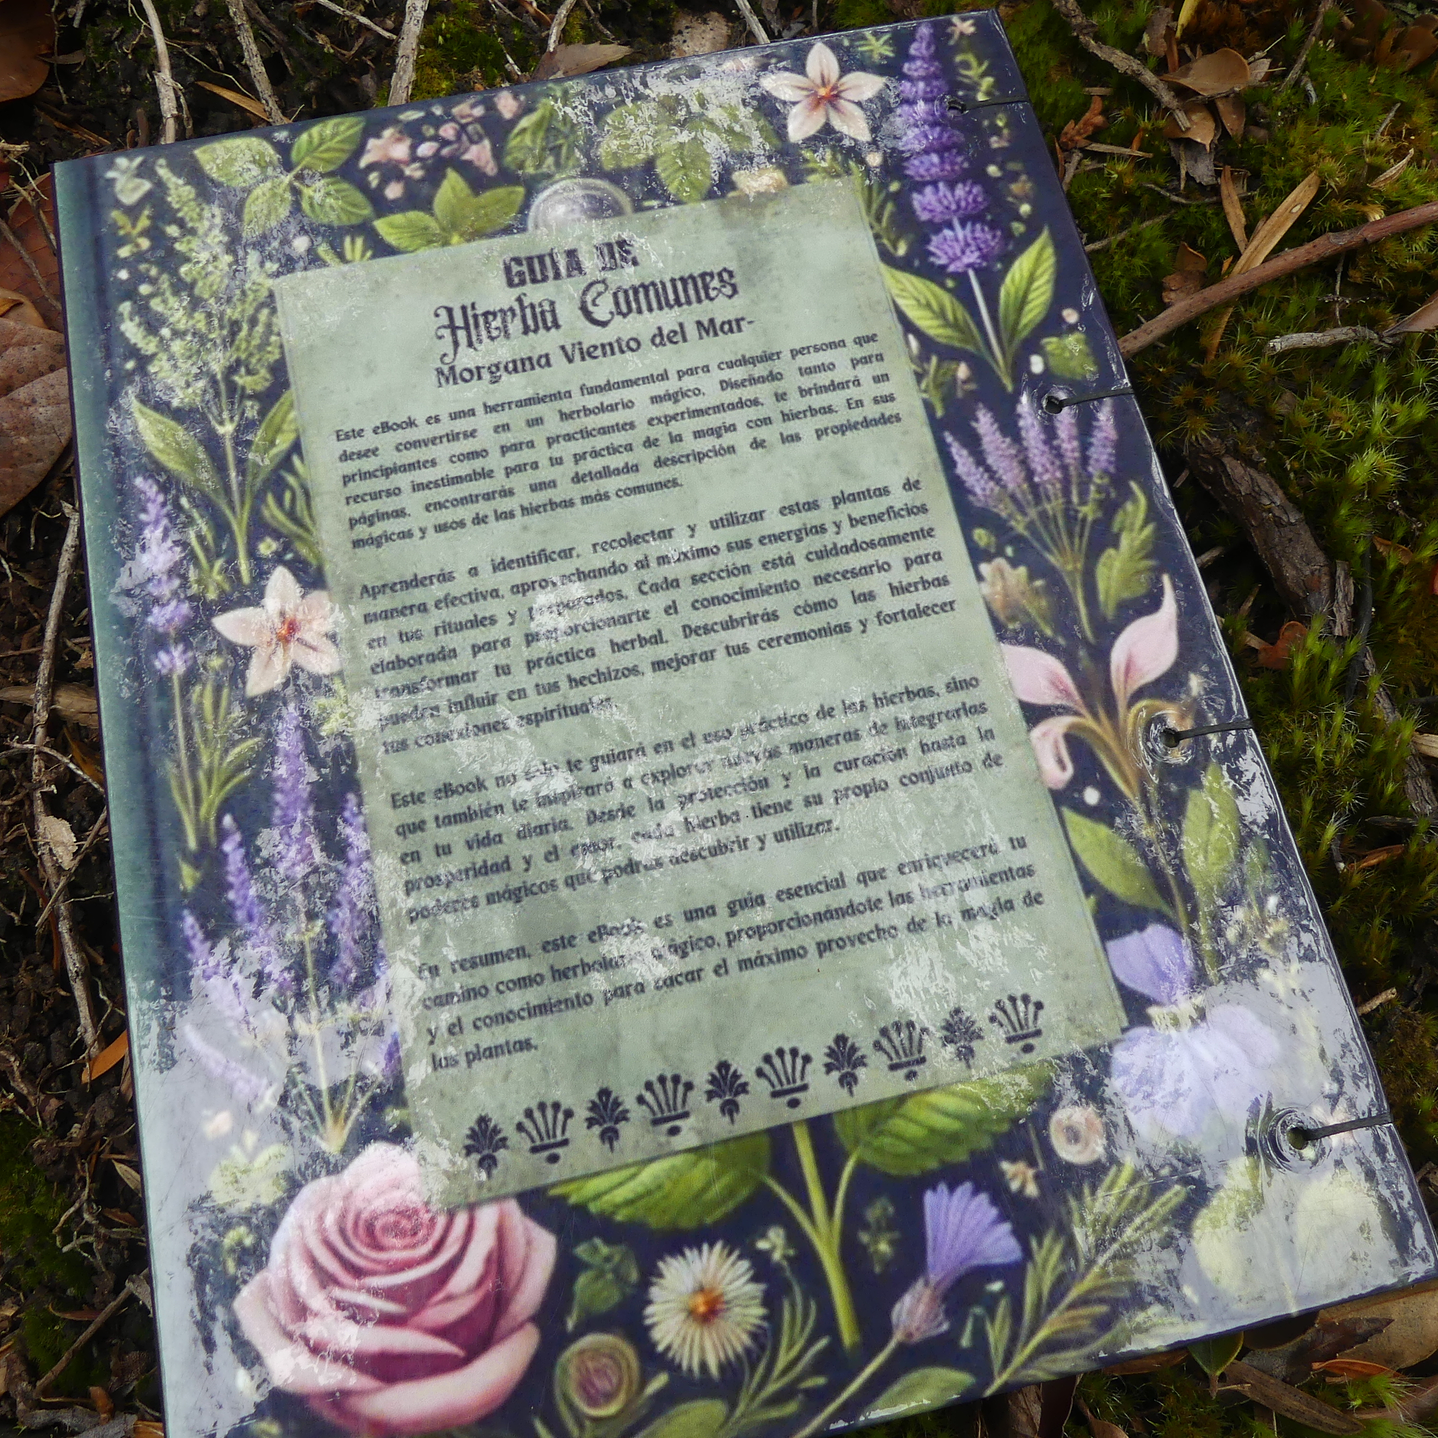 GUÍA DE
Hierba Comunes
Morgana Viento del Mar-
Este eBook es una herramienta fundamental para cualquier persona que
desee convertirse en un herbolario mágico. Diseñado tanto para
principiantes como para practicantes experimentados, te brindará un
recurso inestimable para tu práctica de la magia con hierbas. En sus
páginas, encontrarás una detallada descripción de las propiedades
mágicas y usos de las hierbas más comunes.
Aprenderás a identificar, recolectar y utilizar estas plantas de
manera efectiva, aprovechando al máximo sus energías y beneficios
en tus rituales y preparados. Cada sección está cuidadosamente
elaborada para proporcionarte el conocimiento necesario para
transformar tu práctica herbal. Descubrirás cómo las hierbas
pueden influir en tus hechizos, mejorar tus ceremonias y fortalecer
tus conexiones espirituales.
Este eBook no solo te guiará en el uso práctico de las hierbas, sino
que también te inspirará a explorar nuevas maneras de integrarlas
en tu vida diaria. Desde la protección y la curación hasta la
prosperidad y el amor, cada hierba tiene su propio conjunto de
poderes mágicos que podrás descubrir y utilizar.
En resumen, este eBook es una guía esencial que enriquecerá tu
camino como herbolario mágico, proporcionándote las herramientas
y el conocimiento para sacar el máximo provecho de la magia de
las plantas.